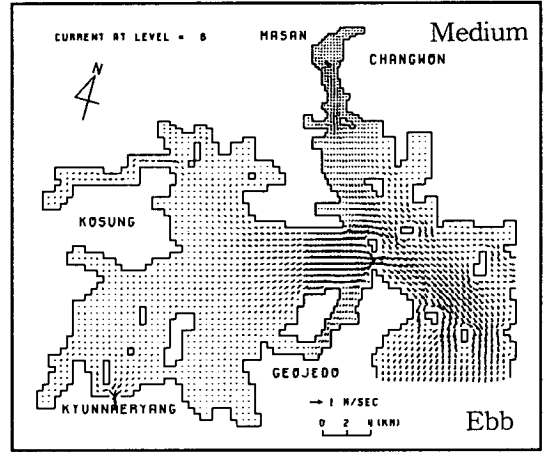 Medium
CURRENT AT LEVEL = 6
MASAN
CHANGWON
N
KOSUNG
GEOJEDO
KYUNNAERYANG
→ 1 M/SEC
0 2 4 (KM)
Ebb